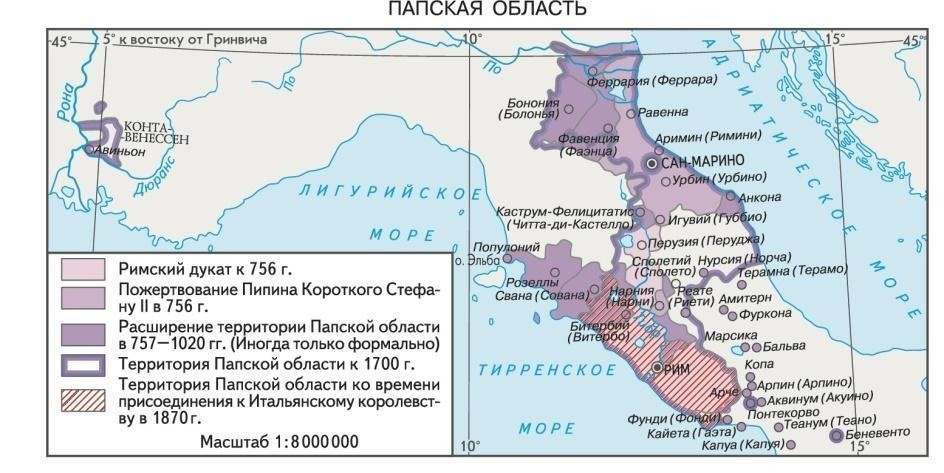 ПАПСКАЯ ОБЛАСТЬ
45° 5° к востоку от Гринвича 10° 15° 45°
По
По
Рона
КОНТА-
ВЕНЕССЕН
Авиньон
Дюранс
ЛИГУРИЙСКОЕ
МОРЕ
АДРИАТИЧЕСКОЕ МОРЕ
Феррария (Феррара)
Бонония
(Болонья)
Равенна
Фавенция
(Фаэнца)
Аримин (Римини)
САН-МАРИНО
Урбин (Урбино)
Анкона
Каструм-Фелицитатис
(Читта-ди-Кастелло)
Игувий (Губбио)
Перузия (Перуджа)
Популоний
о. Эльба
Сполетий
(Сполето)
Нурсия (Норча)
Терамна (Терамо)
Розеллы
Свана (Сована)
Нарния
(Нарни)
Реате
(Риети)
Амитерн
Фуркона
Битербий
(Витербо)
Марсика
Бальва
ТИРРЕНСКОЕ
МОРЕ
РИМ
Копа
Арче
Арпин (Арпино)
Аквинум (Акуино)
Понтекорво
Фунди (Фонди)
Теанум (Теано)
Кайета (Гаэта)
Беневенто
Капуа (Капуя)
10° 15°
Римский дукат к 756 г.
Пожертвование Пипина Короткого Стефа-
ну II в 756 г.
Расширение территории Папской области
в 757—1020 гг. (Иногда только формально)
Территория Папской области к 1700 г.
Территория Папской области ко времени
присоединения к Итальянскому королевст-
ву в 1870 г.
Масштаб 1:8 000 000